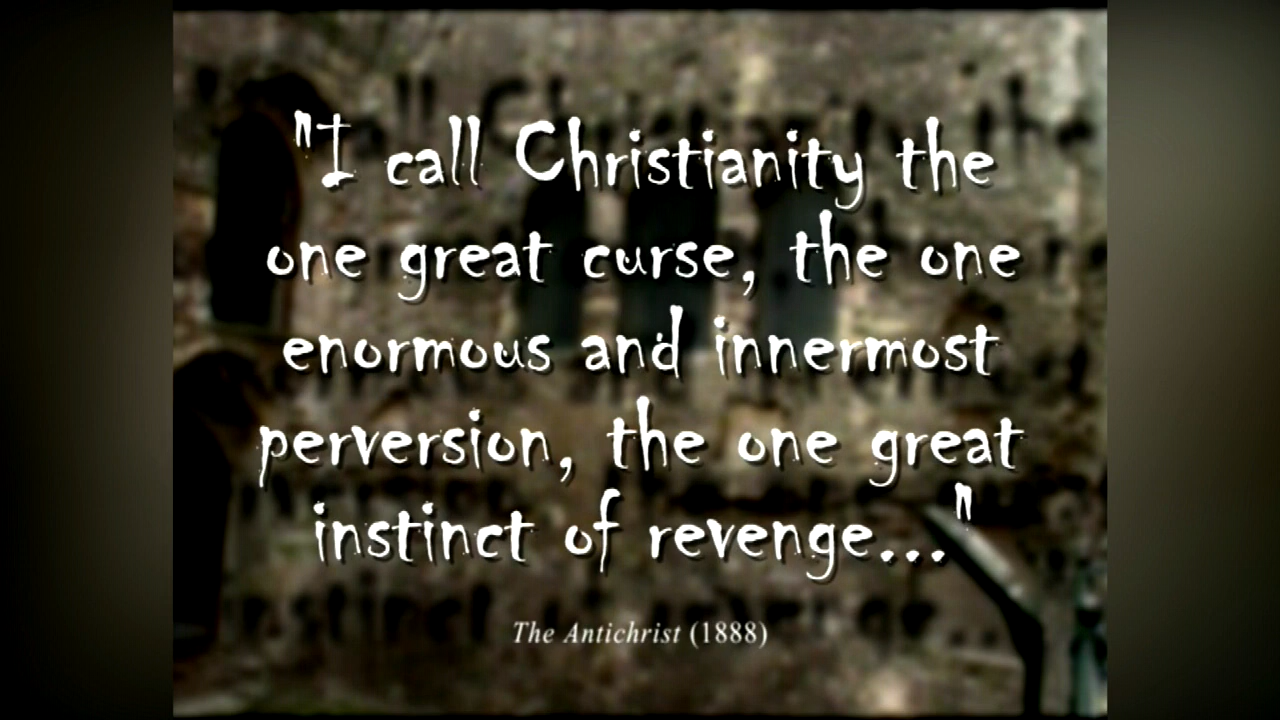 "I call Christianity the
one great curse, the one
enormous and innermost
perversion, the one great
instinct of revenge..."
The Antichrist (1888)